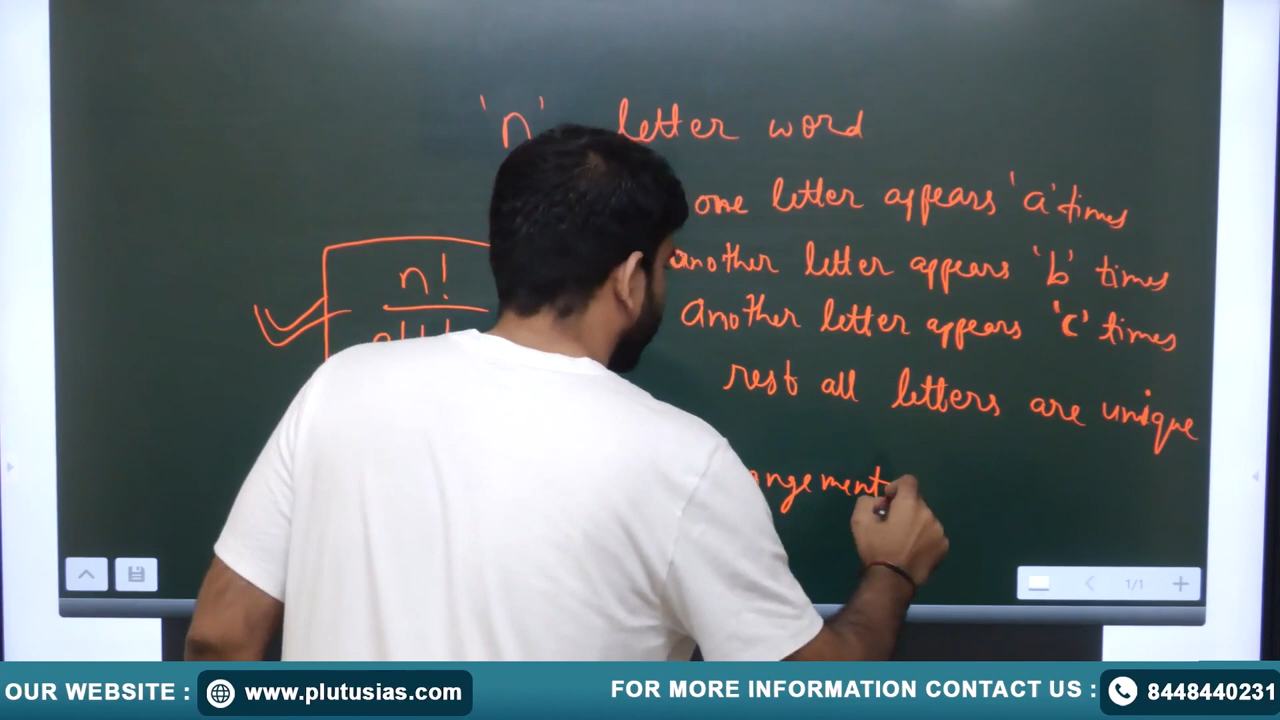 'n' letter word
one letter appears 'a' times
another letter appears 'b' times
n!
another letter appears 'c' times
rest all letters are unique
1/1
OUR WEBSITE : www.plutusias.com
FOR MORE INFORMATION CONTACT US : 8448440231